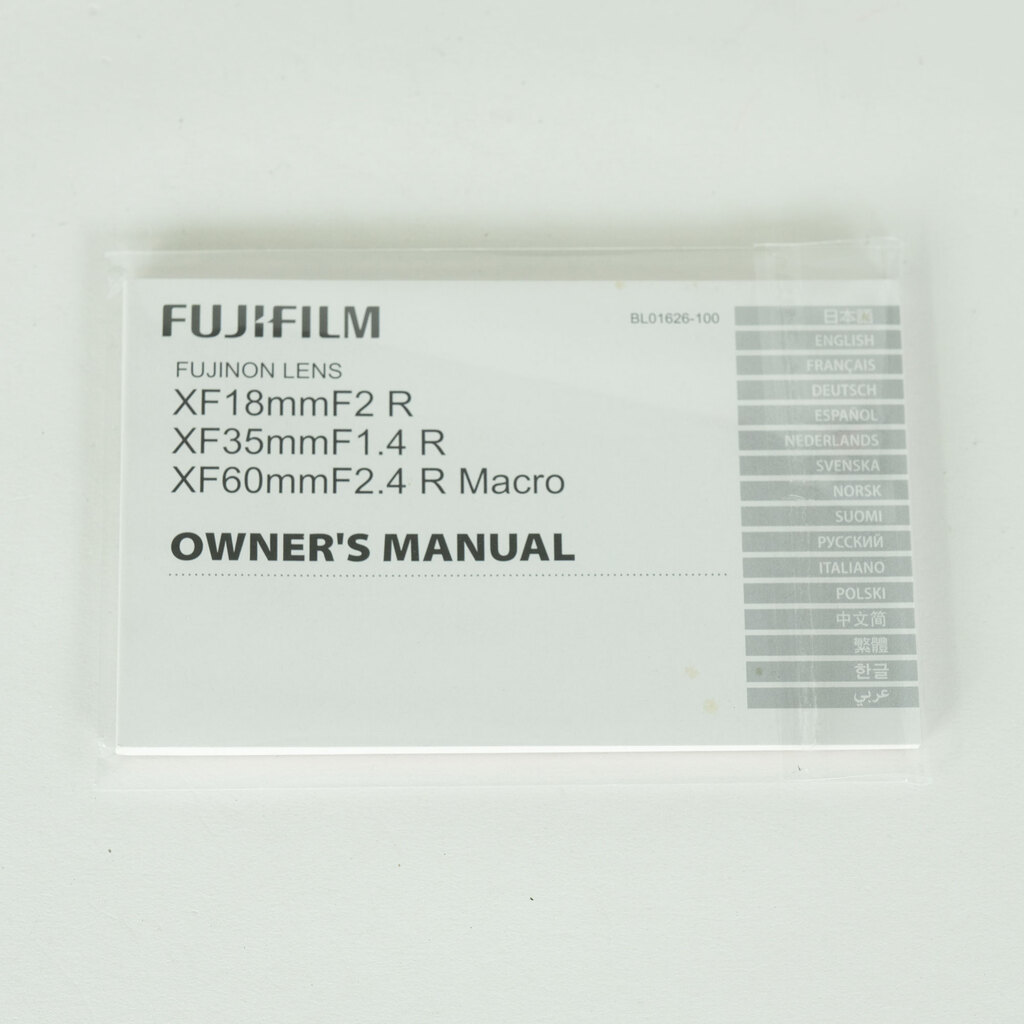 FUJIFILM
BL01626-100
FUJINON LENS
XF18mmF2 R
XF35mmF1.4 R
XF60mmF2.4 R Macro
OWNER'S MANUAL
日本語
ENGLISH
FRANÇAIS
DEUTSCH
ESPAÑOL
NEDERLANDS
SVENSKA
NORSK
SUOMI
РУССКИЙ
ITALIANO
POLSKI
中文简
繁體
한글
عربي